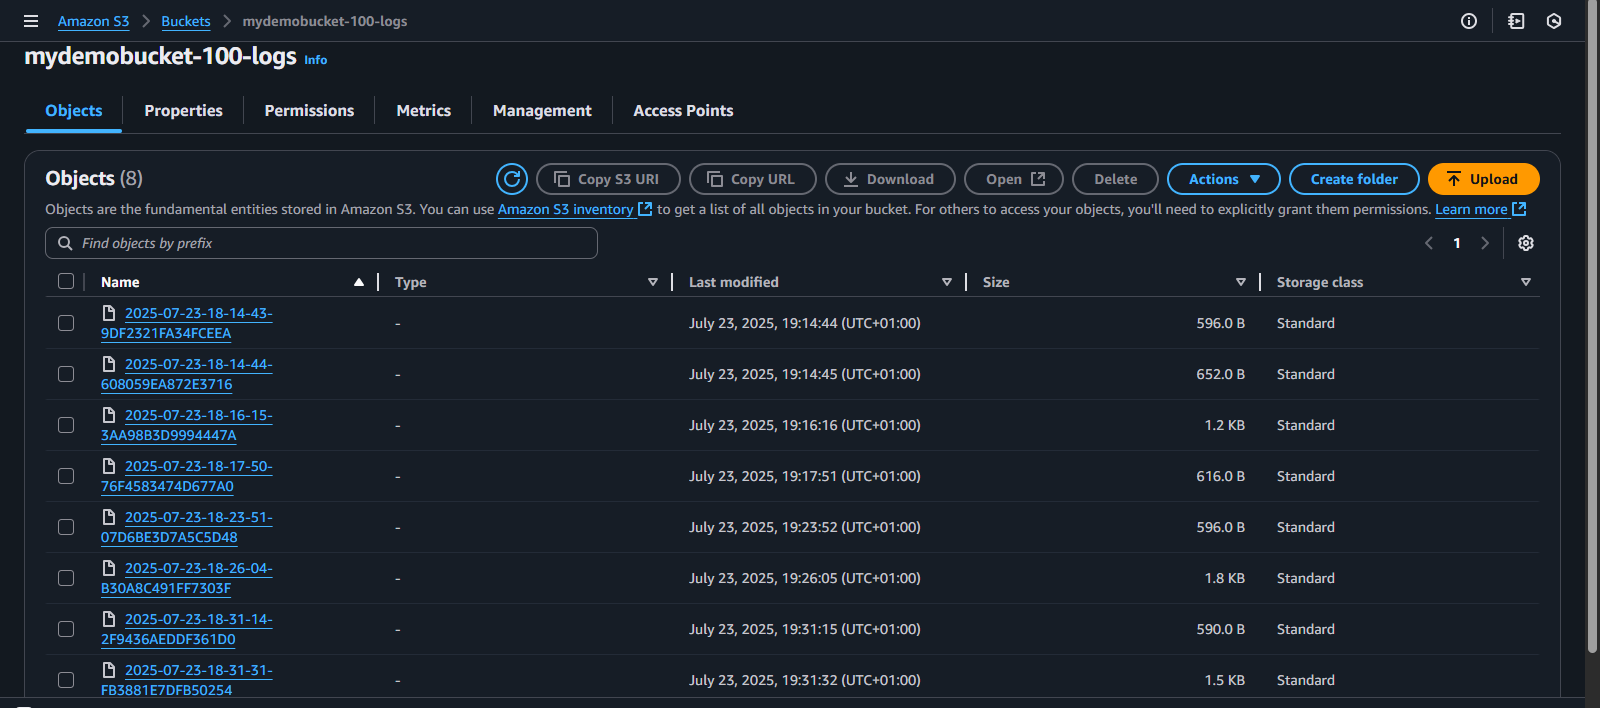 Amazon S3 > Buckets > mydemobucket-100-logs
mydemobucket-100-logs Info
Objects Properties Permissions Metrics Management Access Points
Objects (8) Copy S3 URI Copy URL Download Open Delete Actions Create folder Upload
Objects are the fundamental entities stored in Amazon S3. You can use Amazon S3 inventory to get a list of all objects in your bucket. For others to access your objects, you'll need to explicitly grant them permissions. Learn more
Find objects by prefix 1
Name Type Last modified Size Storage class
2025-07-23-18-14-43-
9DF2321FA34FCEEA - July 23, 2025, 19:14:44 (UTC+01:00) 596.0 B Standard
2025-07-23-18-14-44-
608059EA872E3716 - July 23, 2025, 19:14:45 (UTC+01:00) 652.0 B Standard
2025-07-23-18-16-15-
3AA98B3D9994447A - July 23, 2025, 19:16:16 (UTC+01:00) 1.2 KB Standard
2025-07-23-18-17-50-
76F4583474D677A0 - July 23, 2025, 19:17:51 (UTC+01:00) 616.0 B Standard
2025-07-23-18-23-51-
07D6BE3D7A5C5D48 - July 23, 2025, 19:23:52 (UTC+01:00) 596.0 B Standard
2025-07-23-18-26-04-
B30A8C491FF7303F - July 23, 2025, 19:26:05 (UTC+01:00) 1.8 KB Standard
2025-07-23-18-31-14-
2F9436AEDDF361D0 - July 23, 2025, 19:31:15 (UTC+01:00) 590.0 B Standard
2025-07-23-18-31-31-
FB3881E7DFB50254 - July 23, 2025, 19:31:32 (UTC+01:00) 1.5 KB Standard